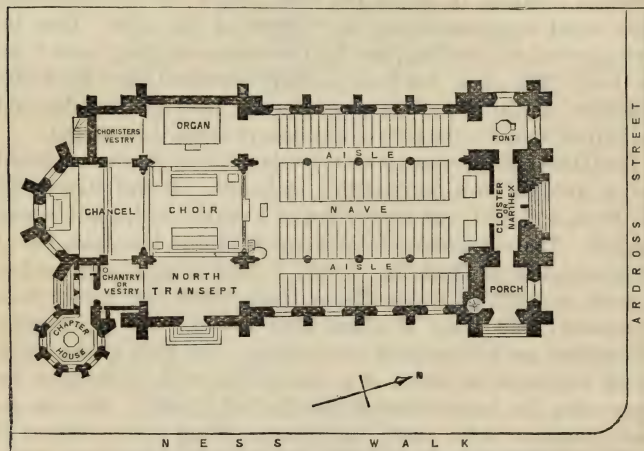 CHORISTERS
VESTRY
ORGAN
AISLE
FONT
CHANCEL
CHOIR
NAVE
CLOISTER
OR
NARTHEX
ARDROSS STREET
CHANTRY
OR
VESTRY
NORTH
TRANSEPT
AISLE
PORCH
CHAPTER
HOUSE
N
NESS WALK